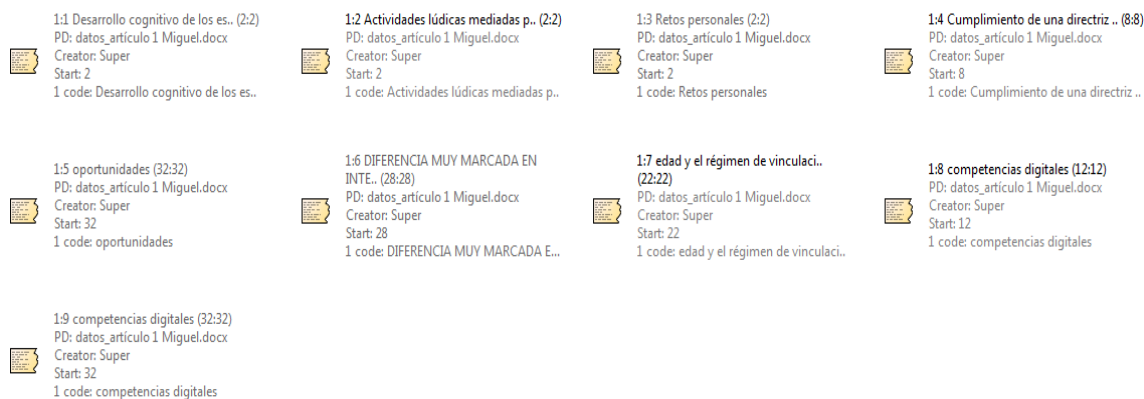 1:1 Desarrollo cognitivo de los es.. (2:2)
PD: datos_artículo 1 Miguel.docx
Creator: Super
Start: 2
1 code: Desarrollo cognitivo de los es..
1:2 Actividades lúdicas mediadas p.. (2:2)
PD: datos_artículo 1 Miguel.docx
Creator: Super
Start: 2
1 code: Actividades lúdicas mediadas p..
1:3 Retos personales (2:2)
PD: datos_artículo 1 Miguel.docx
Creator: Super
Start: 2
1 code: Retos personales
1:4 Cumplimiento de una directriz .. (8:8)
PD: datos_artículo 1 Miguel.docx
Creator: Super
Start: 8
1 code: Cumplimiento de una directriz ..
1:5 oportunidades (32:32)
PD: datos_artículo 1 Miguel.docx
Creator: Super
Start: 32
1 code: oportunidades
1:6 DIFERENCIA MUY MARCADA EN
INTE.. (28:28)
PD: datos_artículo 1 Miguel.docx
Creator: Super
Start: 28
1 code: DIFERENCIA MUY MARCADA E...
1:7 edad y el régimen de vinculaci..
(22:22)
PD: datos_artículo 1 Miguel.docx
Creator: Super
Start: 22
1 code: edad y el régimen de vinculaci..
1:8 competencias digitales (12:12)
PD: datos_artículo 1 Miguel.docx
Creator: Super
Start: 12
1 code: competencias digitales
1:9 competencias digitales (32:32)
PD: datos_artículo 1 Miguel.docx
Creator: Super
Start: 32
1 code: competencias digitales